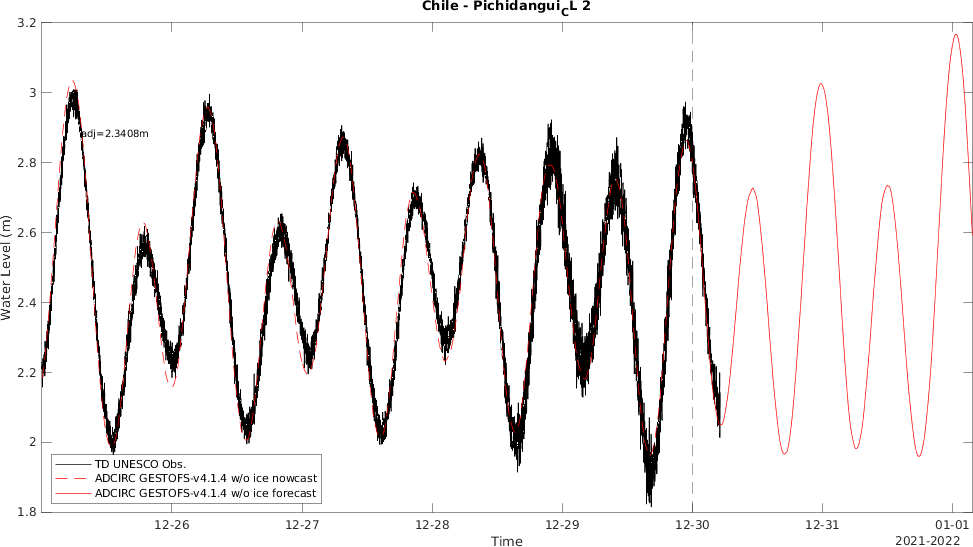 Chile - PichidanguiCL 2
3.2
3
2.8
2.6
2.4
2.2
2
1.8
Water Level (m)
adj=2.3408m
TD UNESCO Obs.
ADCIRC GESTOFS-v4.1.4 w/o ice nowcast
ADCIRC GESTOFS-v4.1.4 w/o ice forecast
12-26 12-27 12-28 12-29 12-30 12-31 01-01
Time
2021-2022